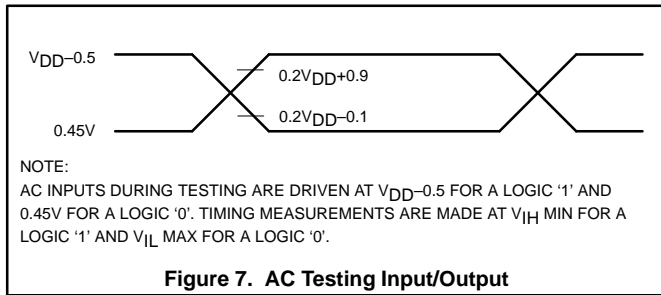 VDD–0.5
0.2VDD+0.9
0.2VDD–0.1
0.45V
NOTE:
AC INPUTS DURING TESTING ARE DRIVEN AT VDD–0.5 FOR A LOGIC ‘1’ AND
0.45V FOR A LOGIC ‘0’. TIMING MEASUREMENTS ARE MADE AT VIH MIN FOR A
LOGIC ‘1’ AND VIL MAX FOR A LOGIC ‘0’.
Figure 7. AC Testing Input/Output